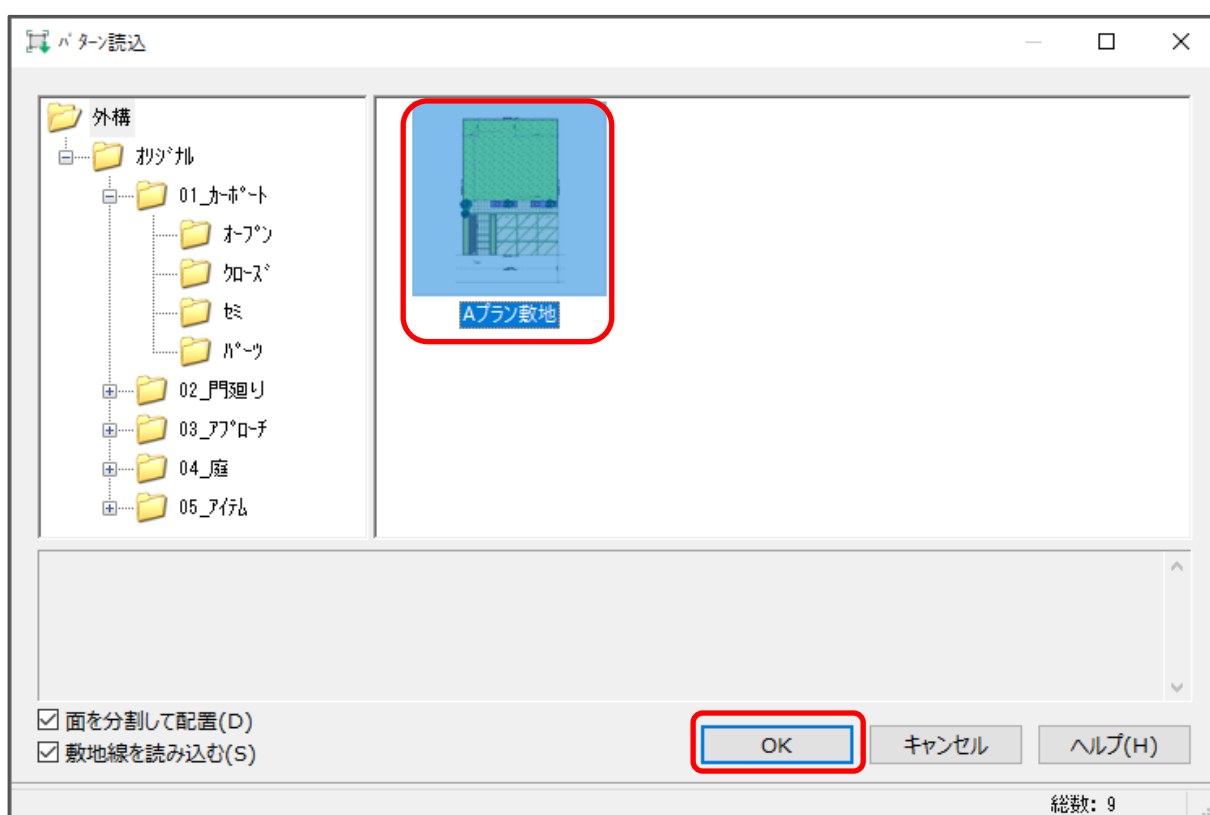 ﾊﾟﾀｰﾝ読込
外構
ｵﾘｼﾞﾅﾙ
01_ｶｰﾎﾟｰﾄ
ｵｰﾌﾟﾝ
ｸﾛｰｽﾞ
ｾﾐ
ﾊﾟｰﾂ
02_門廻り
03_ｱﾌﾟﾛｰﾁ
04_庭
05_ｱｲﾃﾑ
Aプラン敷地
面を分割して配置(D)
敷地線を読み込む(S)
OK
キャンセル
ヘルプ(H)
総数: 9